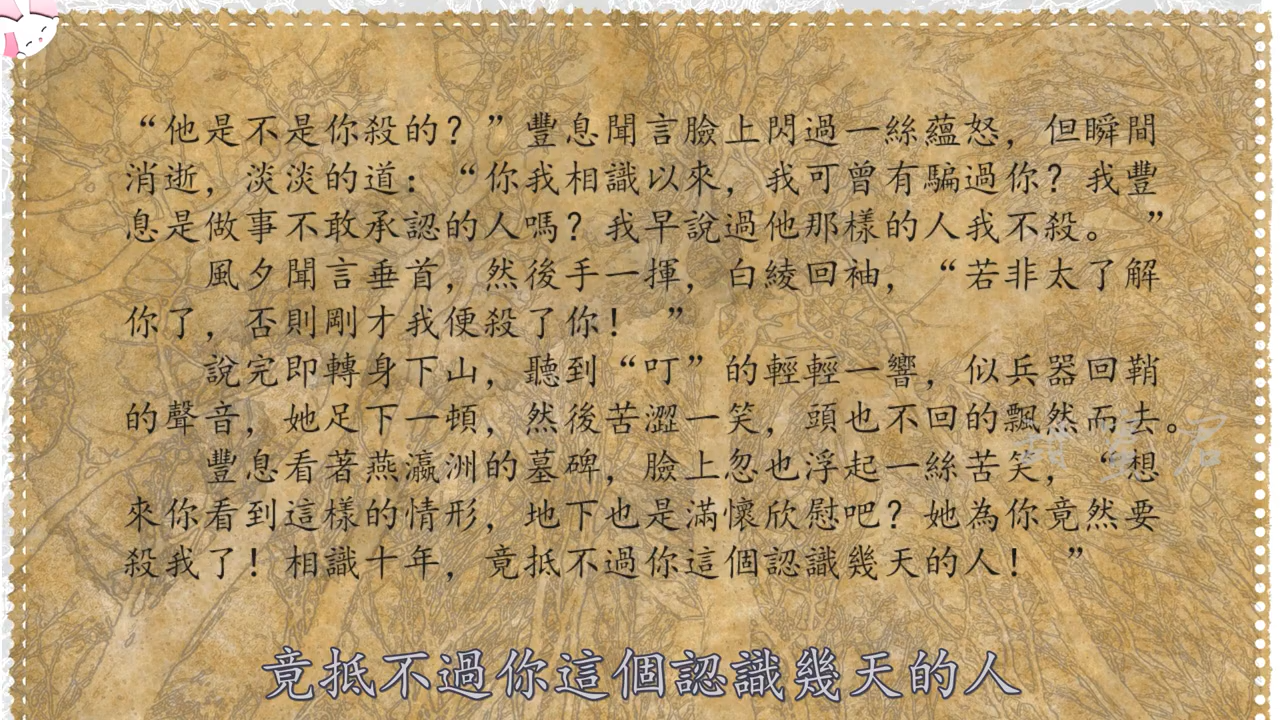 “他是不是你殺的？”豐息聞言臉上閃過一絲蘊怒，但瞬間
消逝，淡淡的道：“你我相識以來，我可曾有騙過你？我豐
息是做事不敢承認的人嗎？我早說過他那樣的人我不殺。”
風夕聞言垂首，然後手一揮，白綾回袖，“若非太了解
你了，否則剛才我便殺了你！”
說完即轉身下山，聽到“叮”的輕輕一響，似兵器回鞘
的聲音，她足下一頓，然後苦澀一笑，頭也不回的飄然而去。
豐息看著燕瀛洲的墓碑，臉上忽也浮起一絲苦笑，“想
來你看到這樣的情形，地下也是滿懷欣慰吧？她為你竟然要
殺我了！相識十年，竟抵不過你這個認識幾天的人！”
竟抵不過你這個認識幾天的人